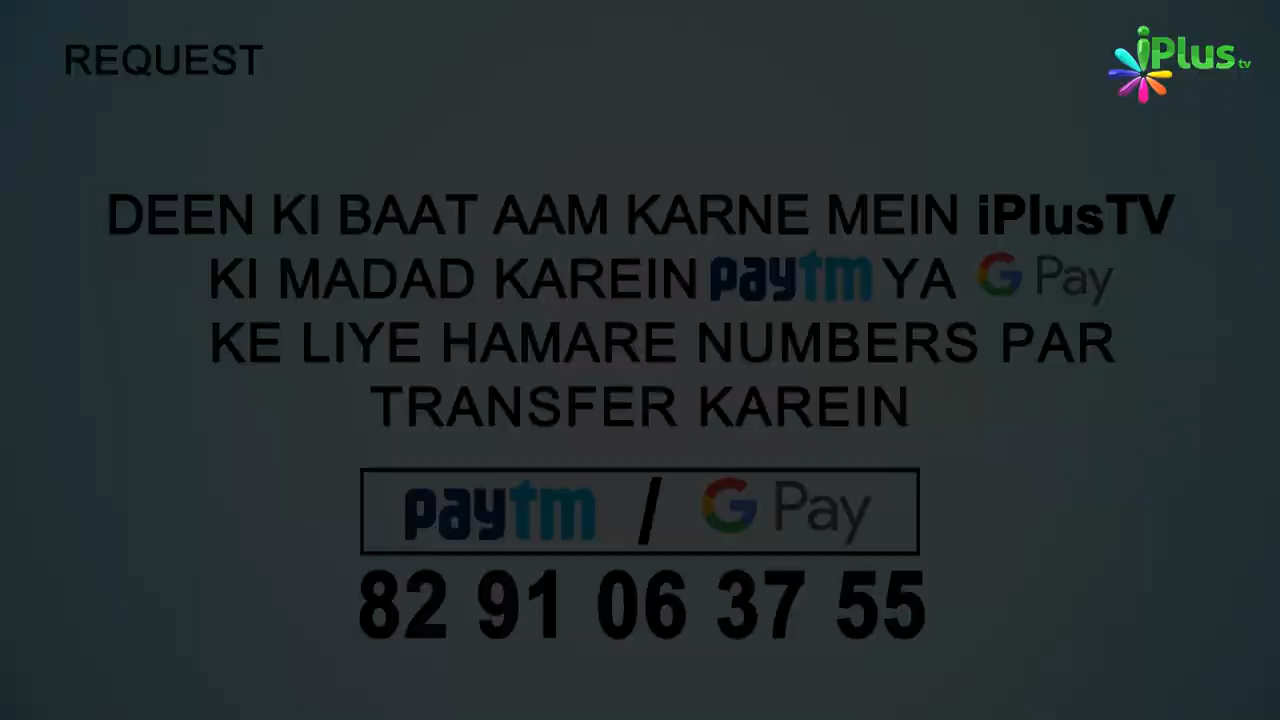 REQUEST
iPlus tv
DEEN KI BAAT AAM KARNE MEIN iPlusTV
KI MADAD KAREIN paytm YA G Pay
KE LIYE HAMARE NUMBERS PAR
TRANSFER KAREIN
paytm / G Pay
82 91 06 37 55